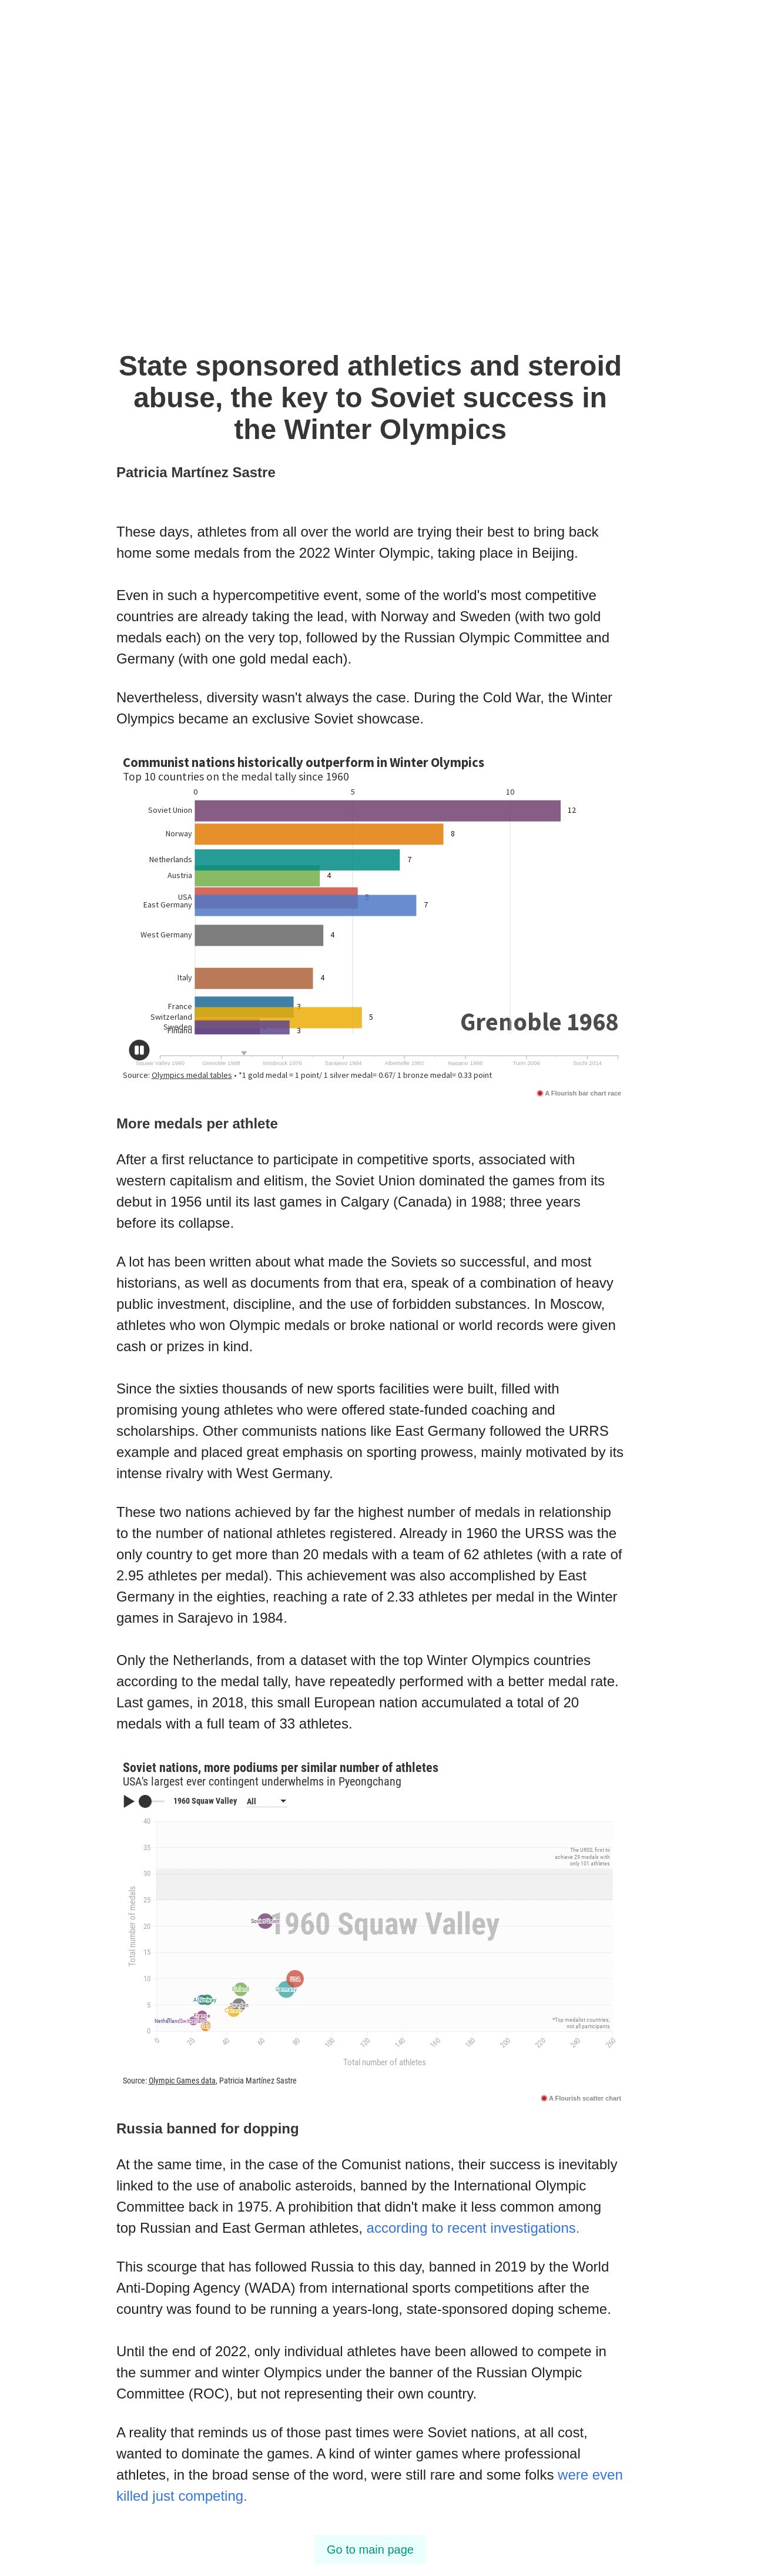 State sponsored athletics and steroid
abuse, the key to Soviet success in
the Winter Olympics
Patricia Martínez Sastre
These days, athletes from all over the world are trying their best to bring back
home some medals from the 2022 Winter Olympic, taking place in Beijing.
Even in such a hypercompetitive event, some of the world's most competitive
countries are already taking the lead, with Norway and Sweden (with two gold
medals each) on the very top, followed by the Russian Olympic Committee and
Germany (with one gold medal each).
Nevertheless, diversity wasn't always the case. During the Cold War, the Winter
Olympics became an exclusive Soviet showcase.
Communist nations historically outperform in Winter Olympics
Top 10 countries on the medal tally since 1960
0 5 10
Soviet Union 12
Norway 8
Netherlands 7
Austria 4
USA 5
East Germany 7
West Germany 4
Italy 4
France 3
Switzerland 5
Sweden
Finland 3
Grenoble 1968
Squaw Valley 1960 Grenoble 1968 Innsbruck 1976 Sarajevo 1984 Albertville 1992 Nagano 1998 Turin 2006 Sochi 2014
Source: Olympics medal tables • *1 gold medal = 1 point/ 1 silver medal= 0.67/ 1 bronze medal= 0.33 point
A Flourish bar chart race
More medals per athlete
After a first reluctance to participate in competitive sports, associated with
western capitalism and elitism, the Soviet Union dominated the games from its
debut in 1956 until its last games in Calgary (Canada) in 1988; three years
before its collapse.
A lot has been written about what made the Soviets so successful, and most
historians, as well as documents from that era, speak of a combination of heavy
public investment, discipline, and the use of forbidden substances. In Moscow,
athletes who won Olympic medals or broke national or world records were given
cash or prizes in kind.
Since the sixties thousands of new sports facilities were built, filled with
promising young athletes who were offered state-funded coaching and
scholarships. Other communists nations like East Germany followed the URRS
example and placed great emphasis on sporting prowess, mainly motivated by its
intense rivalry with West Germany.
These two nations achieved by far the highest number of medals in relationship
to the number of national athletes registered. Already in 1960 the URSS was the
only country to get more than 20 medals with a team of 62 athletes (with a rate of
2.95 athletes per medal). This achievement was also accomplished by East
Germany in the eighties, reaching a rate of 2.33 athletes per medal in the Winter
games in Sarajevo in 1984.
Only the Netherlands, from a dataset with the top Winter Olympics countries
according to the medal tally, have repeatedly performed with a better medal rate.
Last games, in 2018, this small European nation accumulated a total of 20
medals with a full team of 33 athletes.
Soviet nations, more podiums per similar number of athletes
USA's largest ever contingent underwhelms in Pyeongchang
1960 Squaw Valley All
40
35
The URSS, first to
achieve 29 medals with
only 101 athletes
30
25
1960 Squaw Valley
20
15
10
5
*Top medalist countries,
not all participants
0
0 20 40 60 80 100 120 140 160 180 200 220 240 260
Total number of medals
Total number of athletes
Source: Olympic Games data, Patricia Martínez Sastre
A Flourish scatter chart
Russia banned for dopping
At the same time, in the case of the Comunist nations, their success is inevitably
linked to the use of anabolic asteroids, banned by the International Olympic
Committee back in 1975. A prohibition that didn't make it less common among
top Russian and East German athletes, according to recent investigations.
This scourge that has followed Russia to this day, banned in 2019 by the World
Anti-Doping Agency (WADA) from international sports competitions after the
country was found to be running a years-long, state-sponsored doping scheme.
Until the end of 2022, only individual athletes have been allowed to compete in
the summer and winter Olympics under the banner of the Russian Olympic
Committee (ROC), but not representing their own country.
A reality that reminds us of those past times were Soviet nations, at all cost,
wanted to dominate the games. A kind of winter games where professional
athletes, in the broad sense of the word, were still rare and some folks were even
killed just competing.
Go to main page